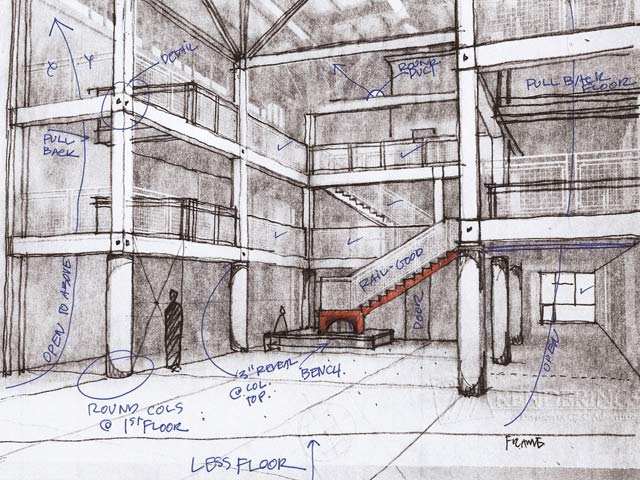 DETAIL
X Y
ROUND
DUCT
PULL BACK
FLOOR
PULL
BACK
OPEN TO ABOVE
RAIL-GOOD
DOOR
OPEN
3" REVEAL
@ COL.
TOP.
BENCH.
ROUND COLS
@ 1ST FLOOR
FRAME
LESS FLOOR